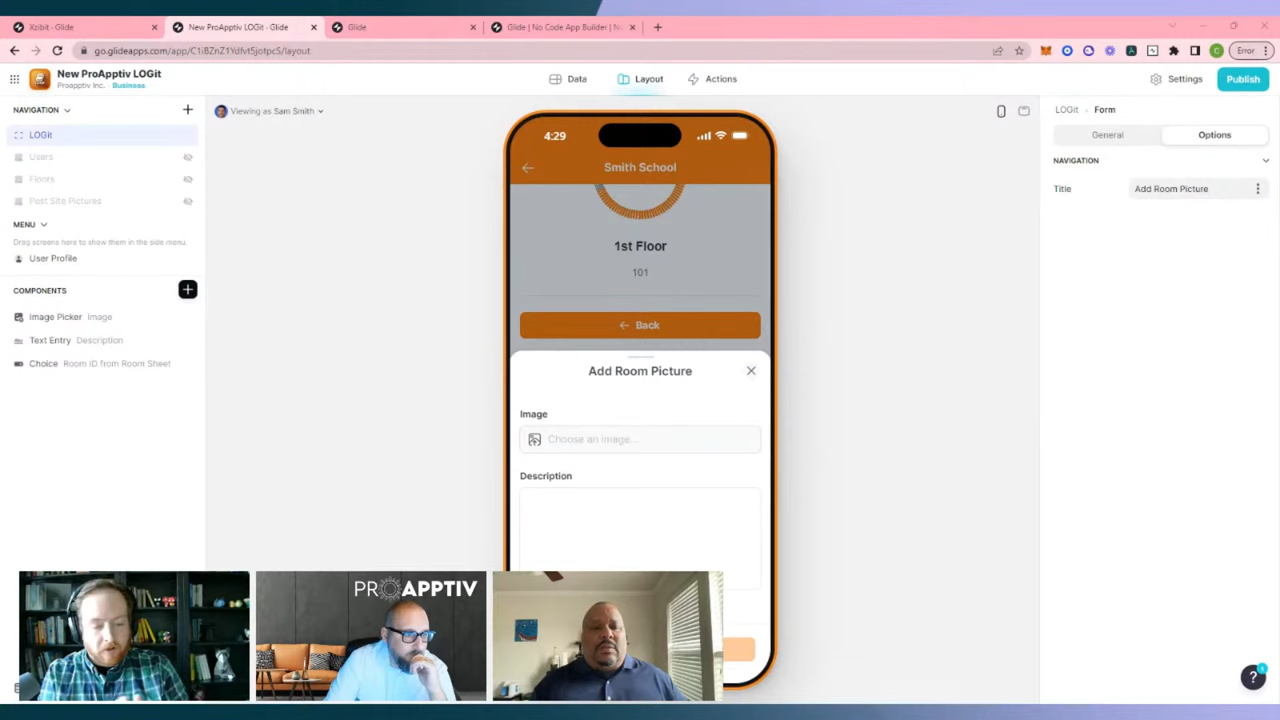 Xzibit - Glide
New ProApptiv LOGit - Glide
Glide
Glide | No Code App Builder | N
go.glideapps.com/app/C1iBZnZ1Ydfvt5jotpcS/layout
Error
New ProApptiv LOGit
Proapptiv Inc. Business
Data
Layout
Actions
Settings
Publish
NAVIGATION
LOGit
Users
Floors
Post Site Pictures
MENU
Drag screens here to show them in the side menu.
User Profile
COMPONENTS
Image Picker Image
Text Entry Description
Choice Room ID from Room Sheet
Viewing as Sam Smith
4:29
Smith School
1st Floor
101
Back
Add Room Picture
Image
Choose an image...
Description
LOGit Form
General
Options
NAVIGATION
Title
Add Room Picture
PROAPPTIV
?
1